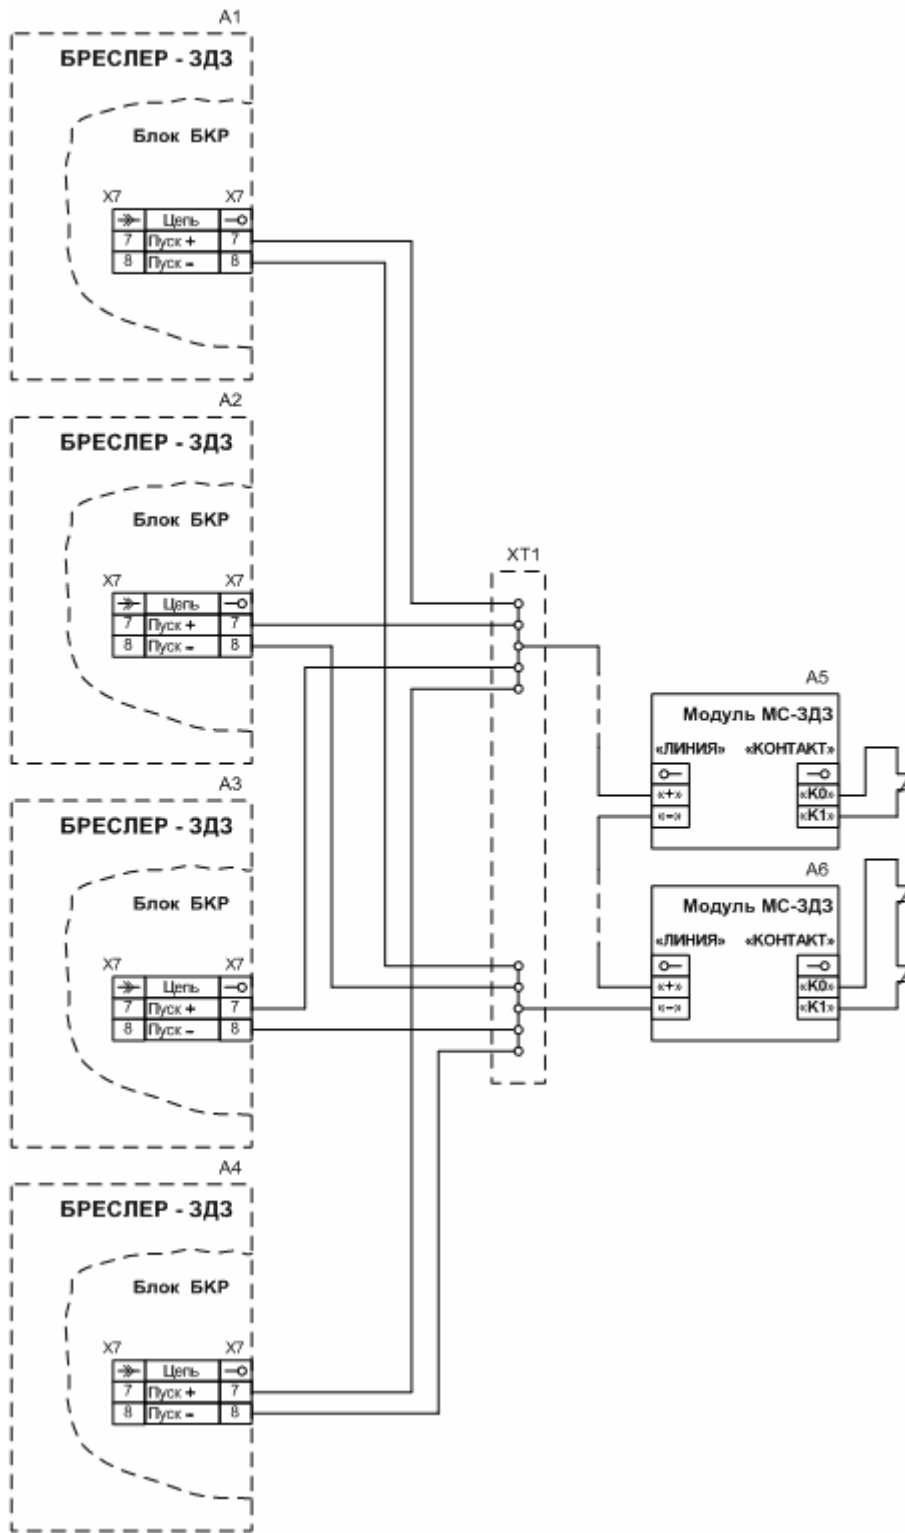 A1
БРЕСЛЕР - ЗДЗ
Блок БКР
X7 X7
Цепь
7 Пуск + 7
8 Пуск - 8
A2
БРЕСЛЕР - ЗДЗ
Блок БКР
X7 X7
Цепь
7 Пуск + 7
8 Пуск - 8
XT1
A5
Модуль МС-ЗДЗ
«ЛИНИЯ» «КОНТАКТ»
«+» «К0»
«-» «К1»
A3
БРЕСЛЕР - ЗДЗ
Блок БКР
X7 X7
Цепь
7 Пуск + 7
8 Пуск - 8
A6
Модуль МС-ЗДЗ
«ЛИНИЯ» «КОНТАКТ»
«+» «К0»
«-» «К1»
A4
БРЕСЛЕР - ЗДЗ
Блок БКР
X7 X7
Цепь
7 Пуск + 7
8 Пуск - 8